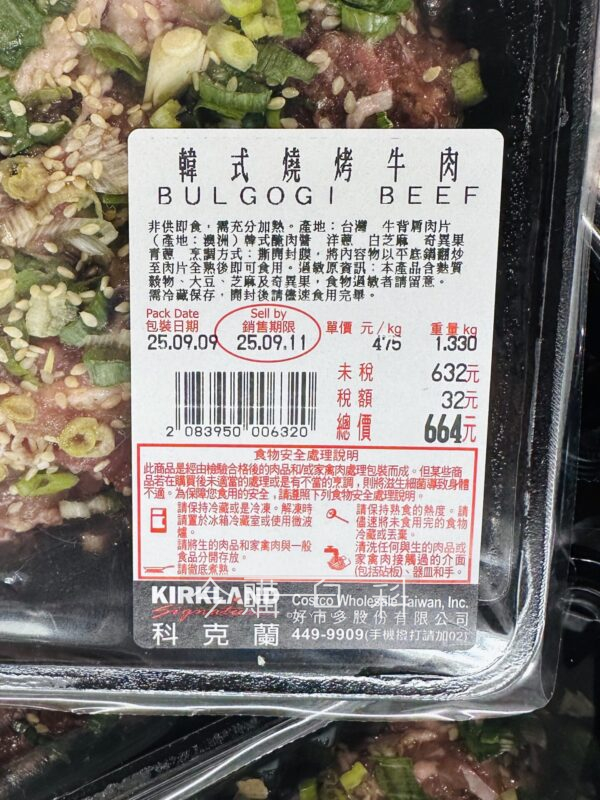 韓式燒烤牛肉
BULGOGI BEEF
非供即食，需充分加熱。產地：台灣 牛背肩肉片
（產地：澳洲）韓式醃肉醬 洋蔥 白芝麻 奇異果
青蔥 烹調方式：撕開封膜，將內容物以平底鍋翻炒
至肉片全熟後即可食用。過敏原資訊：本產品含麩質
穀物、大豆、芝麻及奇異果，食物過敏者請留意。
需冷藏保存，開封後請儘速食用完畢。
Pack Date Sell by
包裝日期 銷售期限 單價 元/kg 重量 kg
25.09.09 25.09.11 475 1.330
未稅 632元
稅額 32元
總價 664元
2 083950 006320
食物安全處理說明
此商品是經由檢驗合格後的肉品和/或家禽肉處理包裝而成。但某些商
品若在購買後未適當的處理或是有不當的烹調，則將滋生細菌導致身體
不適。為保障您食用的安全，請遵照下列食物安全處理說明。
請保持冷藏或是冷凍。解凍時
請置於冰箱冷藏室或使用微波
爐。
請將生的肉品和家禽肉與一般
食品分開存放。
請徹底煮熟。
請保持熟食的熱度。請
儘速將未食用完的食物
冷藏或丟棄。
清洗任何與生的肉品或
家禽肉接觸過的介面
(包括砧板)、器皿和手。
KIRKLAND
Signature
科克蘭
Costco Wholesale Taiwan, Inc.
好市多股份有限公司
449-9909(手機撥打請加02)